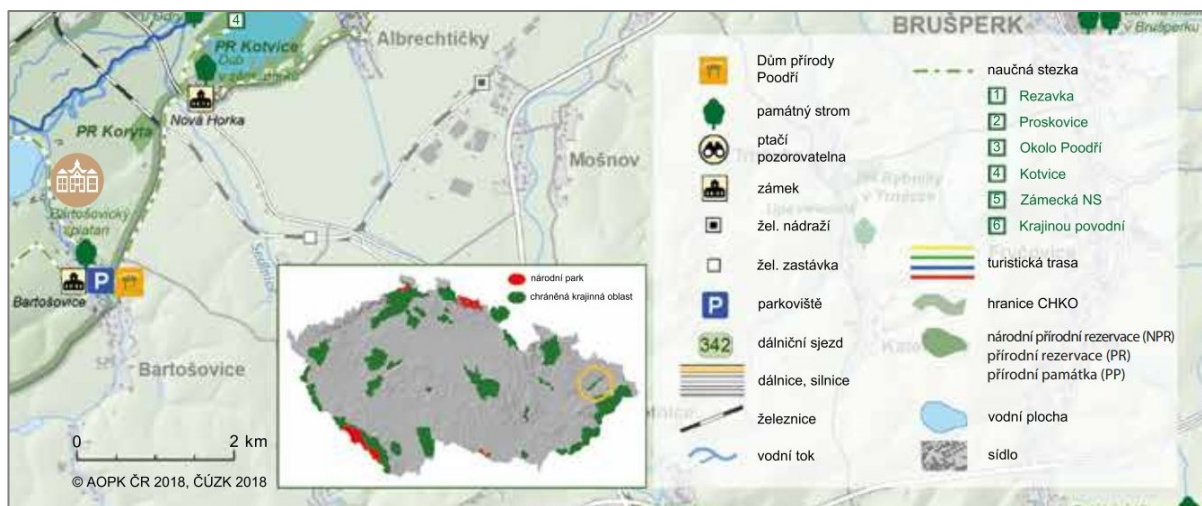 4
PR Kotvice
Dub
Albrechtičky
Nová Horka
PR Koryta
Mošnov
Bartošovický
platan
P
Bartošovice
Bartošovice
0 2 km
© AOPK ČR 2018, ČÚZK 2018
národní park
chráněná krajinná oblast
BRUŠPERK
v Brušperku
Dům přírody
Poodří
památný strom
ptačí
pozorovatelna
zámek
žel. nádraží
žel. zastávka
P
parkoviště
342
dálniční sjezd
dálnice, silnice
železnice
vodní tok
naučná stezka
1 Rezavka
2 Proskovice
3 Okolo Poodří
4 Kotvice
5 Zámecká NS
6 Krajinou povodní
turistická trasa
hranice CHKO
národní přírodní rezervace (NPR)
přírodní rezervace (PR)
přírodní památka (PP)
vodní plocha
sídlo